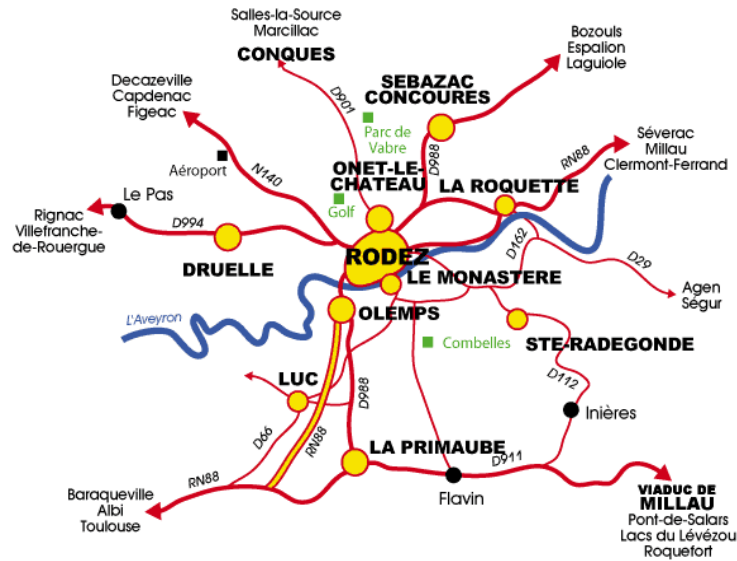 Salles-la-Source
Marcillac
CONQUES
Bozouls
Espalion
Laguiole
SEBAZAC
CONCOURES
Decazeville
Capdenac
Figeac
D901
Parc de
Vabre
D988
RN88
Séverac
Millau
Clermont-Ferrand
Aéroport
N140
ONET-LE-
CHATEAU
LA ROQUETTE
Golf
Le Pas
D994
Rignac
Villefranche-
de-Rouergue
DRUELLE
RODEZ
D162
D29
LE MONASTERE
Agen
Ségur
L'Aveyron
OLEMPS
Combelles
STE-RADEGONDE
LUC
D988
D112
Inières
D66
RN88
LA PRIMAUBE
D911
RN88
Flavin
Baraqueville
Albi
Toulouse
VIADUC DE
MILLAU
Pont-de-Salars
Lacs du Lévézou
Roquefort